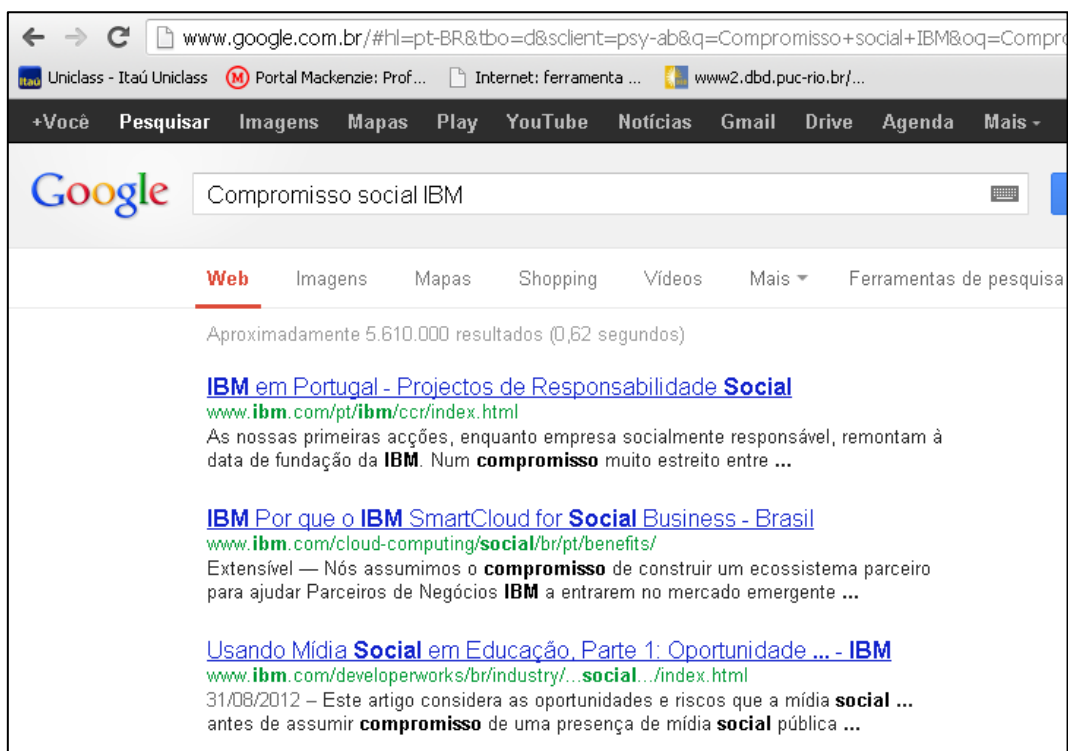 www.google.com.br/#hl=pt-BR&tbo=d&sclient=psy-ab&q=Compromisso+social+IBM&oq=Compro
Itaú Uniclass - Itaú Uniclass M Portal Mackenzie: Prof... Internet: ferramenta ... www2.dbd.puc-rio.br/...
+Você Pesquisar Imagens Mapas Play YouTube Notícias Gmail Drive Agenda Mais
Google Compromisso social IBM
Web Imagens Mapas Shopping Vídeos Mais Ferramentas de pesquisa
Aproximadamente 5.610.000 resultados (0,62 segundos)
IBM em Portugal - Projectos de Responsabilidade Social
www.ibm.com/pt/ibm/ccr/index.html
As nossas primeiras acções, enquanto empresa socialmente responsável, remontam à
data de fundação da IBM. Num compromisso muito estreito entre ...
IBM Por que o IBM SmartCloud for Social Business - Brasil
www.ibm.com/cloud-computing/social/br/pt/benefits/
Extensível — Nós assumimos o compromisso de construir um ecossistema parceiro
para ajudar Parceiros de Negócios IBM a entrarem no mercado emergente ...
Usando Mídia Social em Educação, Parte 1: Oportunidade ... - IBM
www.ibm.com/developerworks/br/industry/...social.../index.html
31/08/2012 – Este artigo considera as oportunidades e riscos que a mídia social ...
antes de assumir compromisso de uma presença de mídia social pública ...